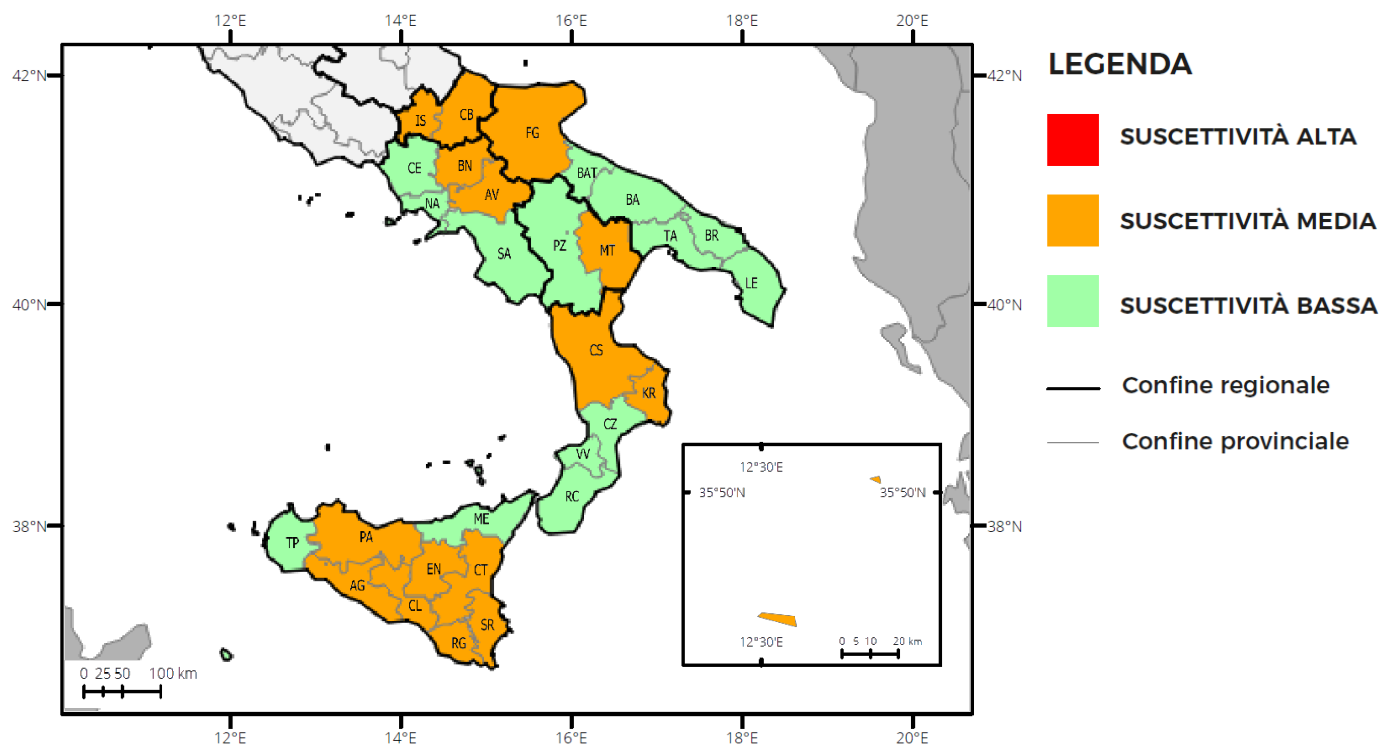 12°E 14°E 16°E 18°E 20°E
42°N 42°N
LEGENDA
SUSCETTIVITÀ ALTA
SUSCETTIVITÀ MEDIA
SUSCETTIVITÀ BASSA
Confine regionale
Confine provinciale
IS CB FG
CE BN AV BAT
NA BA
SA PZ MT TA BR
LE
40°N 40°N
CS
KR
CZ
VV
RC
ME
38°N 38°N
TP PA
EN CT
AG CL
SR
RG
12°30'E
35°50'N 35°50'N
12°30'E
0 5 10 20 km
0 25 50 100 km
12°E 14°E 16°E 18°E 20°E